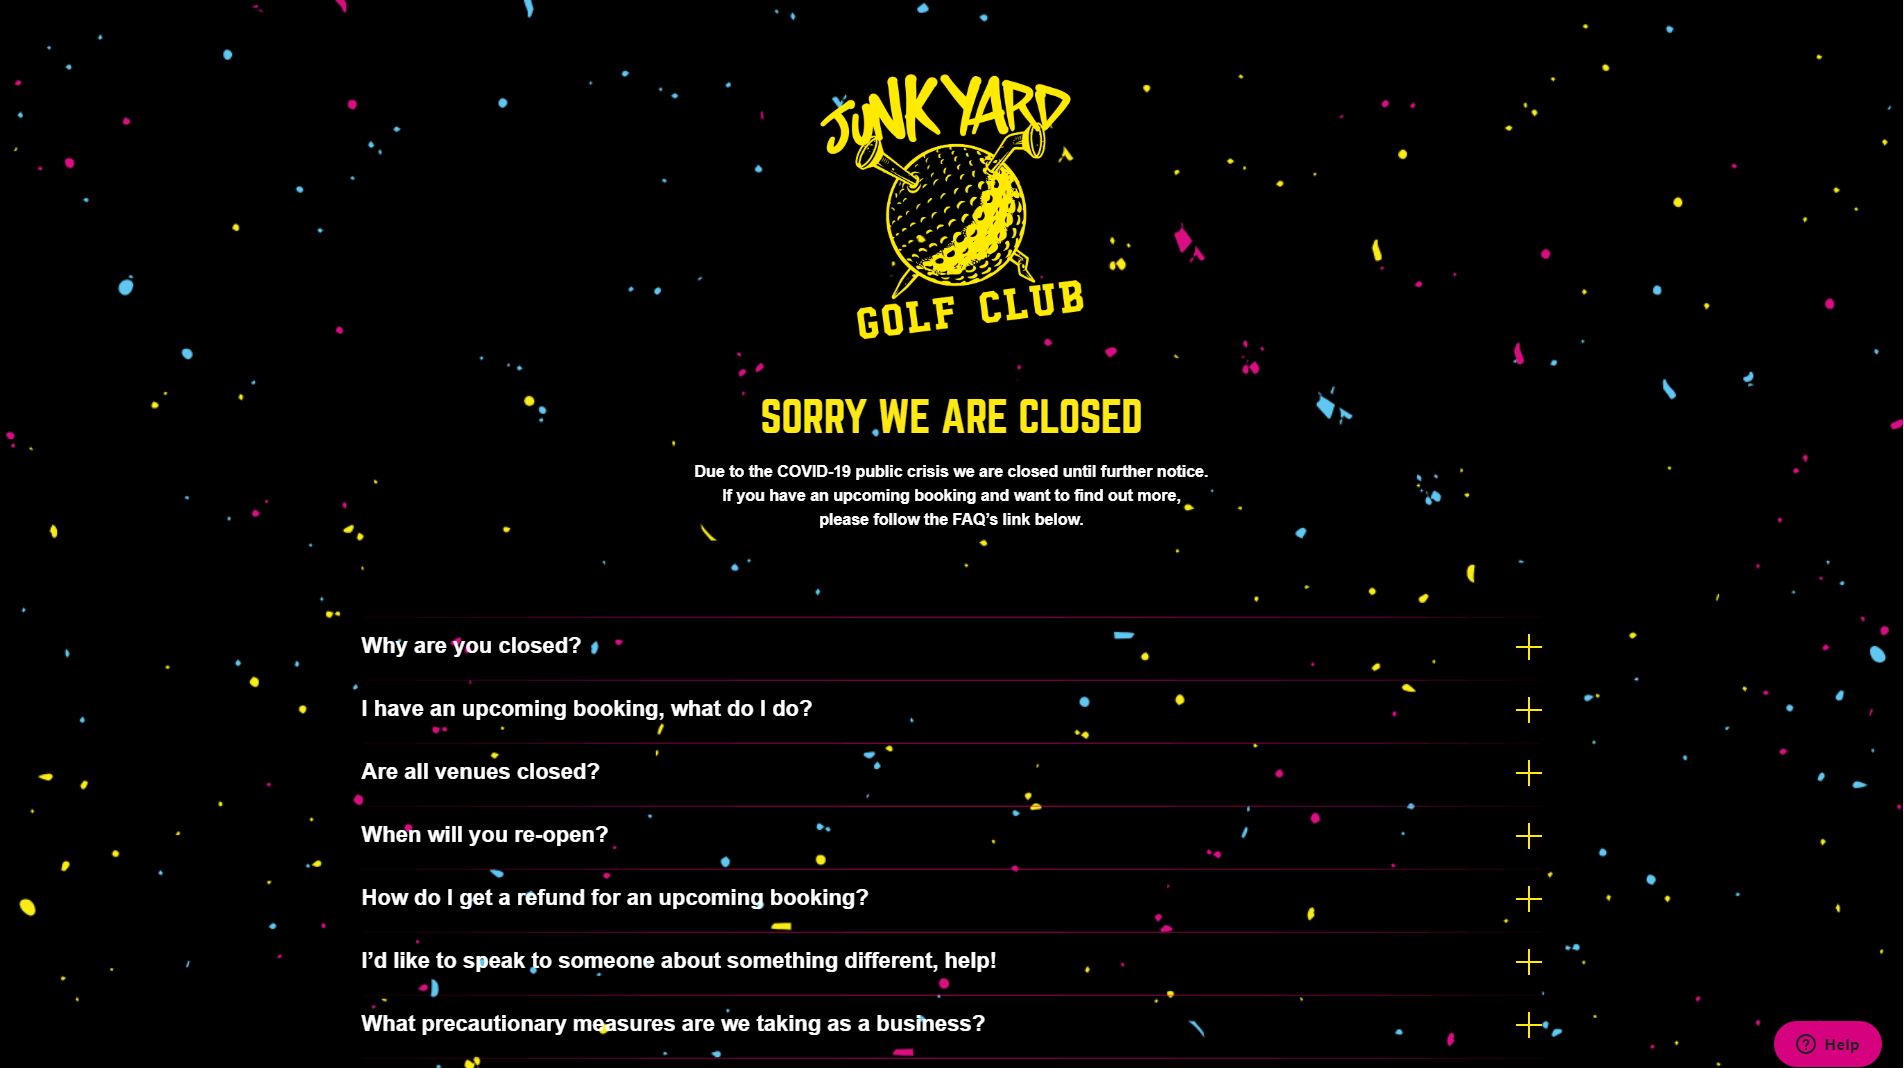 JUNKYARD
GOLF CLUB
SORRY WE ARE CLOSED
Due to the COVID-19 public crisis we are closed until further notice.
If you have an upcoming booking and want to find out more,
please follow the FAQ’s link below.
Why are you closed?
I have an upcoming booking, what do I do?
Are all venues closed?
When will you re-open?
How do I get a refund for an upcoming booking?
I’d like to speak to someone about something different, help!
What precautionary measures are we taking as a business?
Help